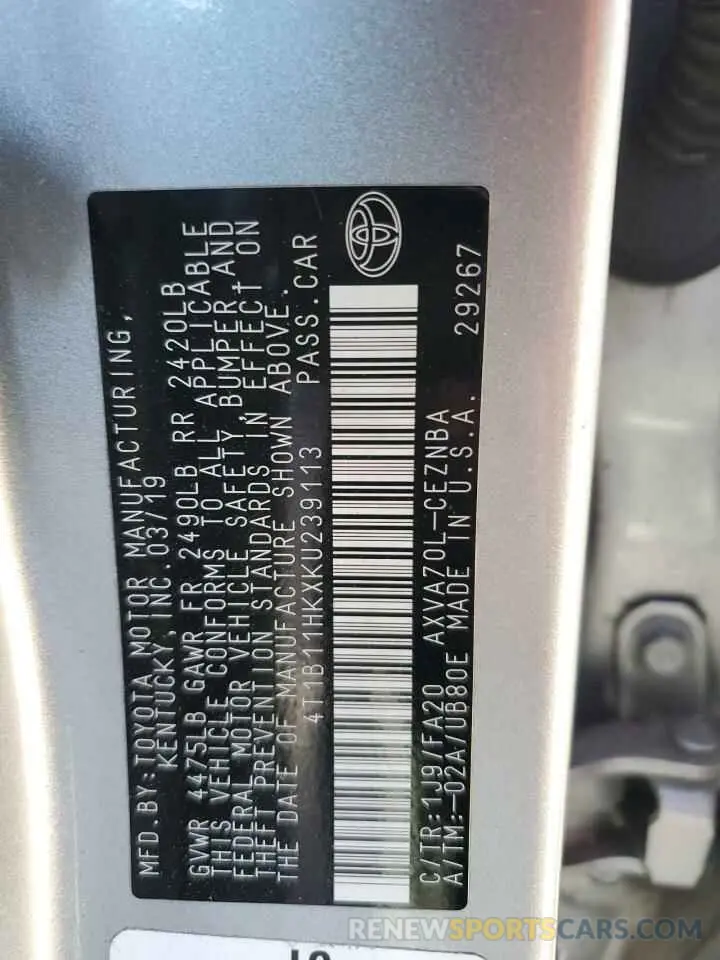 MFD. BY: TOYOTA MOTOR MANUFACTURING,
KENTUCKY, INC. 03/19
GVWR 4475LB GAWR FR 2490LB RR 2420LB
THIS VEHICLE CONFORMS TO ALL APPLICABLE
FEDERAL MOTOR VEHICLE SAFETY, BUMPER, AND
THEFT PREVENTION STANDARDS IN EFFECT ON
THE DATE OF MANUFACTURE SHOWN ABOVE.
4T1B11HKXKU239113 PASS.CAR
C/TR:1J9/FA20 AXVA70L-CEZNBA
A/TM:-02A/UB80E MADE IN U.S.A. 29267
RENEWSPORTSCARS.COM